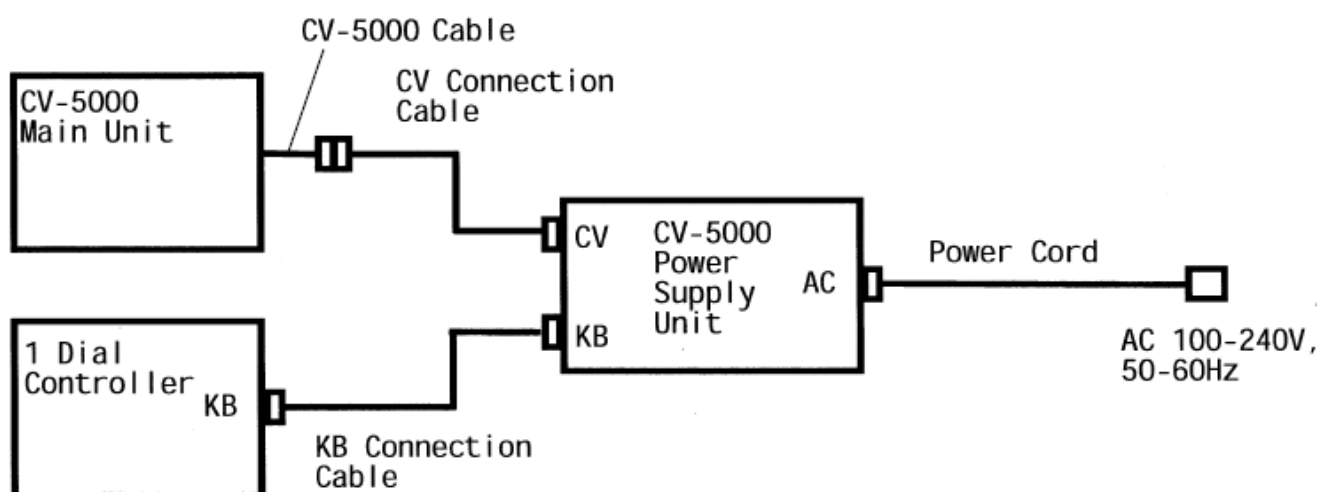 CV-5000 Cable
CV Connection
Cable
CV-5000
Main Unit
CV
CV-5000
Power
Supply
Unit
AC
KB
Power Cord
AC 100-240V,
50-60Hz
1 Dial
Controller
KB
KB Connection
Cable